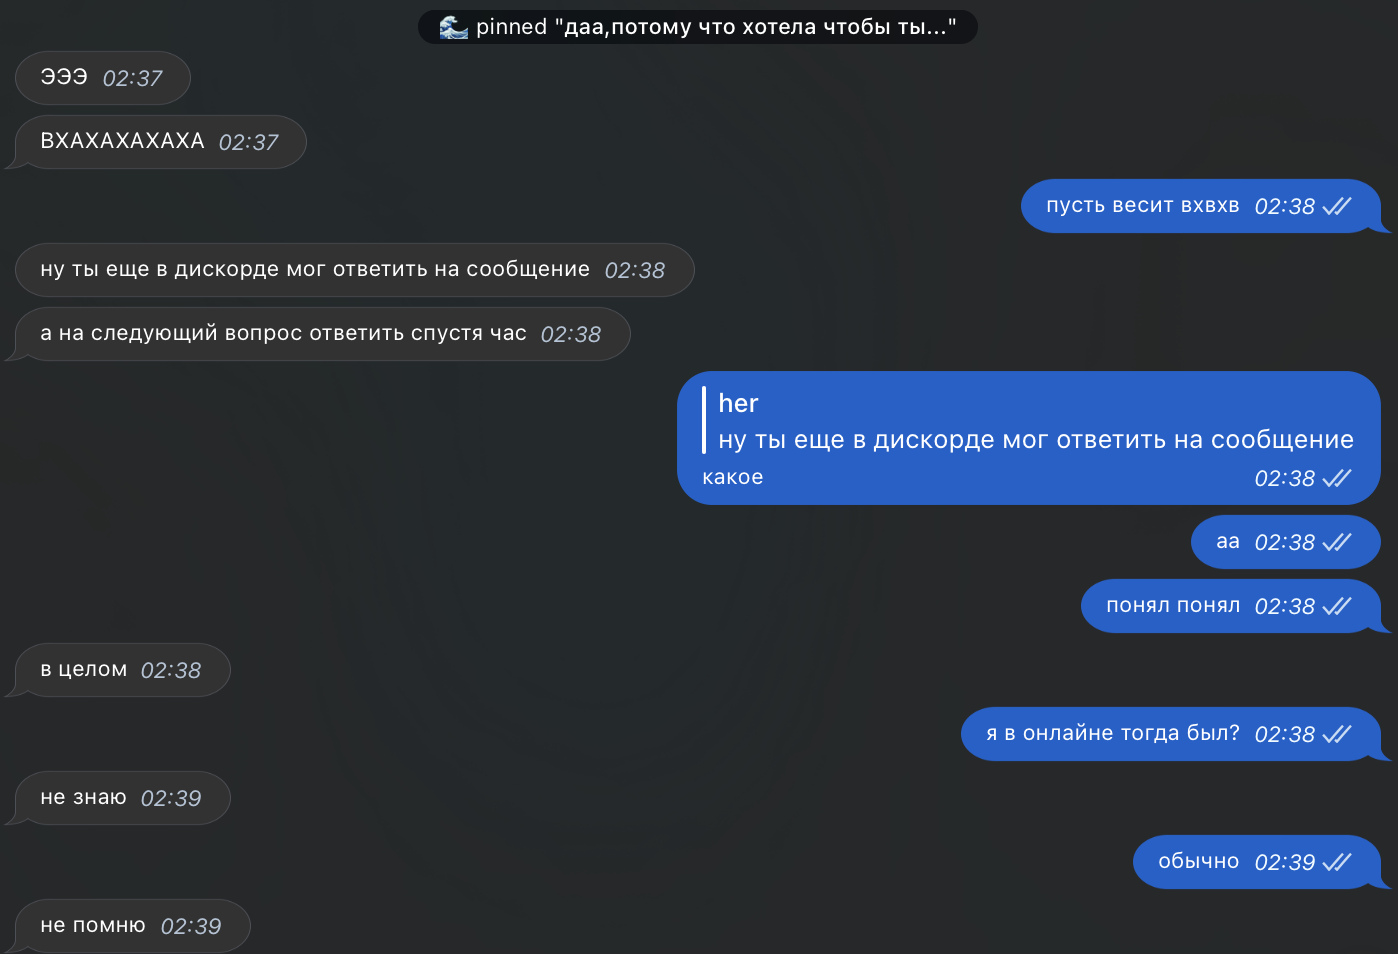 🌊 pinned "даа,потому что хотела чтобы ты..."
ЭЭЭ 02:37
ВХАХАХАХАХА 02:37
пусть весит вхвхв 02:38
ну ты еще в дискорде мог ответить на сообщение 02:38
а на следующий вопрос ответить спустя час 02:38
her
ну ты еще в дискорде мог ответить на сообщение
какое 02:38
аа 02:38
понял понял 02:38
в целом 02:38
я в онлайне тогда был? 02:38
не знаю 02:39
обычно 02:39
не помню 02:39